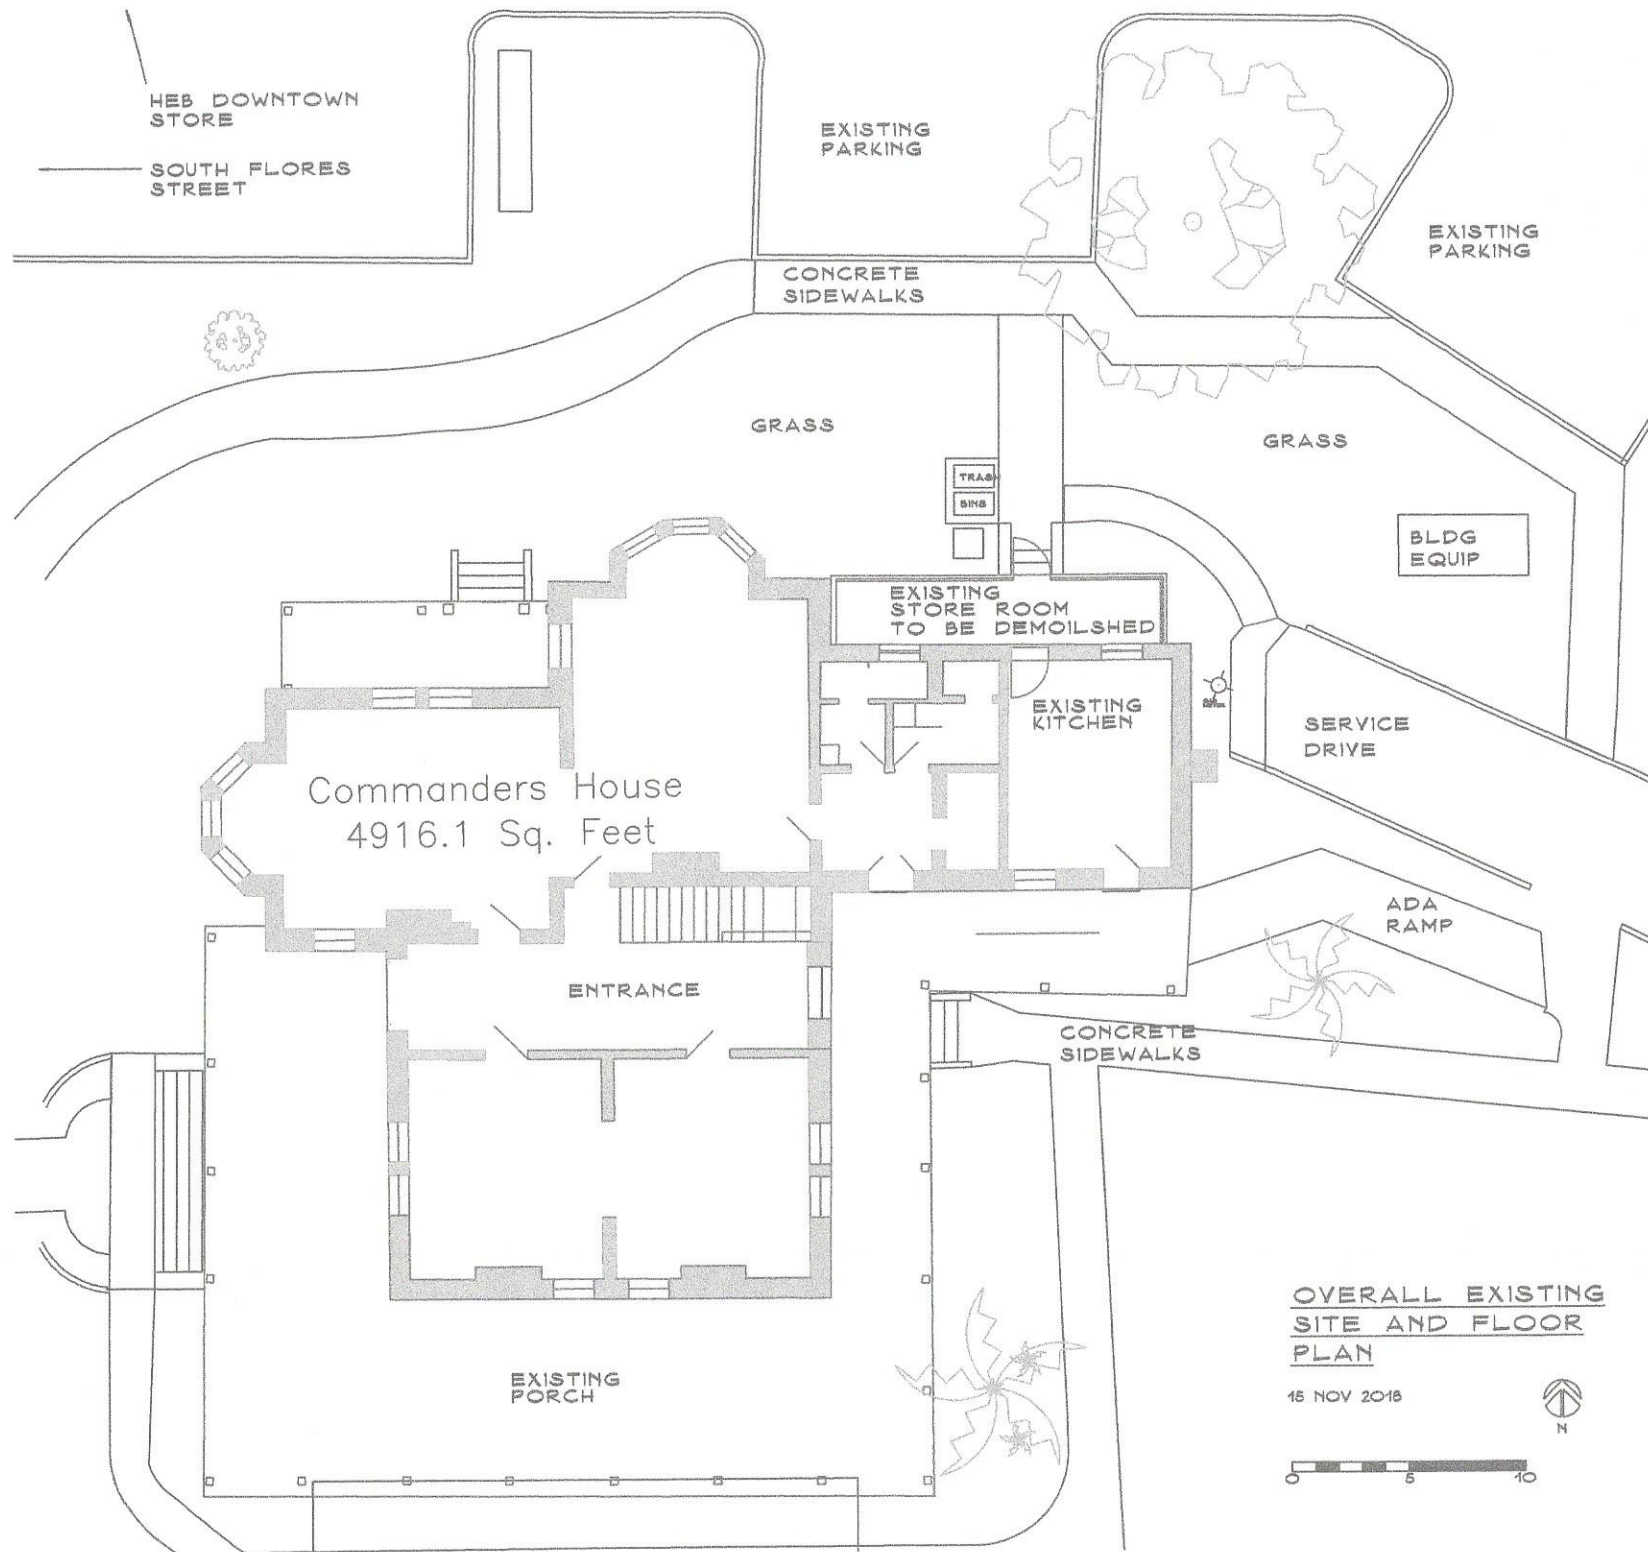 HEB DOWNTOWN
STORE
SOUTH FLORES
STREET
EXISTING
PARKING
EXISTING
PARKING
CONCRETE
SIDEWALKS
GRASS
GRASS
TRASH
BINS
BLDG
EQUIP
EXISTING
STORE ROOM
TO BE DEMOILSHED
EXISTING
KITCHEN
SERVICE
DRIVE
Commanders House
4916.1 Sq. Feet
ADA
RAMP
ENTRANCE
CONCRETE
SIDEWALKS
EXISTING
PORCH
OVERALL EXISTING
SITE AND FLOOR
PLAN
15 NOV 2018
N
0 5 10